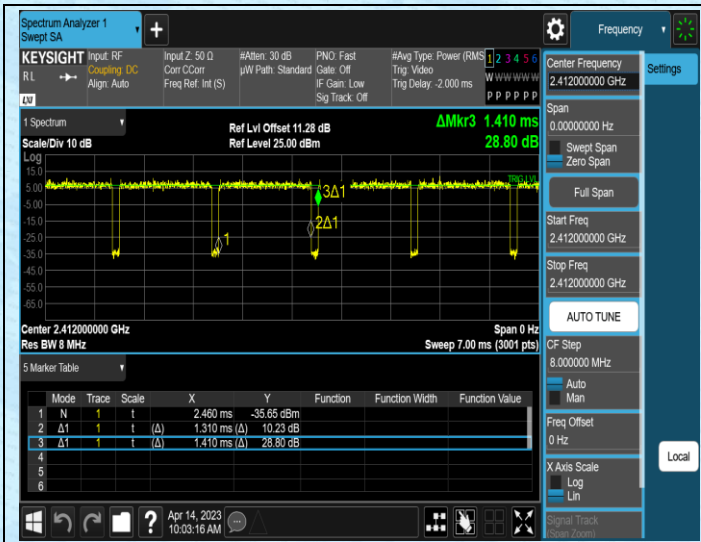 Spectrum Analyzer 1
Swept SA
+
Frequency
KEYSIGHT
Input: RF
Input Z: 50 Ω
#Atten: 30 dB
PNO: Fast
#Avg Type: Power (RMS
1 2 3 4 5 6
RL
Coupling: DC
Corr CCorr
µW Path: Standard
Gate: Off
Trig: Video
W W W W W W
Align: Auto
Freq Ref: Int (S)
IF Gain: Low
Trig Delay: -2.000 ms
Sig Track: Off
P P P P P P
LXI
1 Spectrum
Ref Lvl Offset 11.28 dB
ΔMkr3 1.410 ms
Scale/Div 10 dB
Ref Level 25.00 dBm
28.80 dB
Log
15.0
5.00
-5.00
-15.0
-25.0
-35.0
-45.0
-55.0
-65.0
TRIG LVL
3Δ1
2Δ1
1
Center 2.412000000 GHz
Span 0 Hz
Res BW 8 MHz
Sweep 7.00 ms (3001 pts)
5 Marker Table
Mode Trace Scale X Y Function Function Width Function Value
1 N 1 t 2.460 ms -35.65 dBm
2 Δ1 1 t (Δ) 1.310 ms (Δ) 10.23 dB
3 Δ1 1 t (Δ) 1.410 ms (Δ) 28.80 dB
4
5
6
?
Apr 14, 2023
10:03:16 AM
Center Frequency
2.412000000 GHz
Settings
Span
0.00000000 Hz
Swept Span
Zero Span
Full Span
Start Freq
2.412000000 GHz
Stop Freq
2.412000000 GHz
AUTO TUNE
CF Step
8.000000 MHz
Auto
Man
Freq Offset
0 Hz
Local
X Axis Scale
Log
Lin
Signal Track
(Span Zoom)